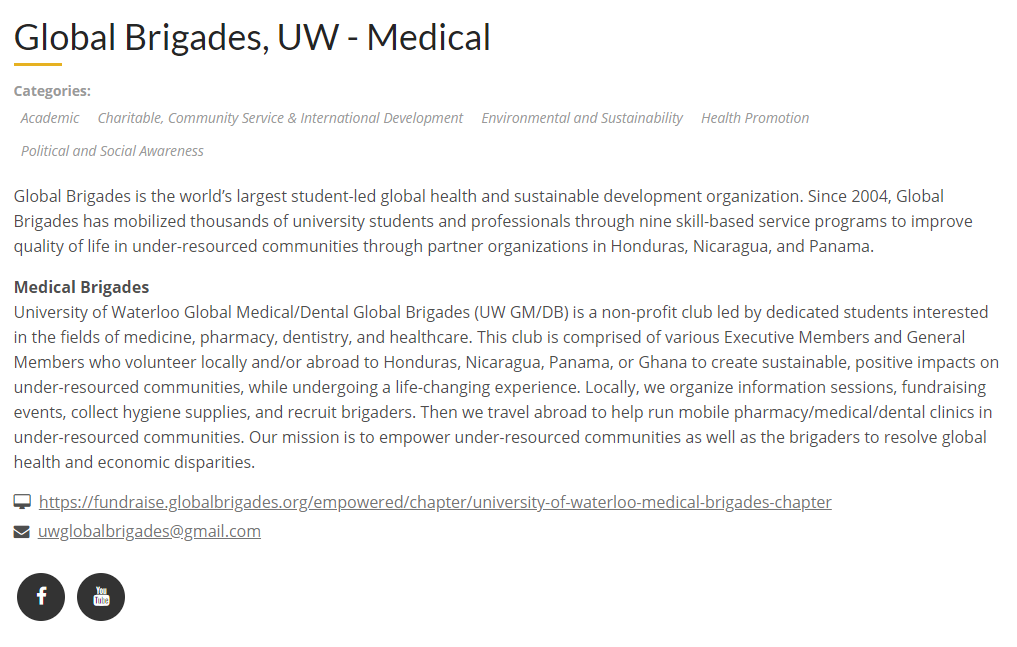 Global Brigades, UW - Medical
Categories:
Academic Charitable, Community Service & International Development Environmental and Sustainability Health Promotion
Political and Social Awareness
Global Brigades is the world’s largest student-led global health and sustainable development organization. Since 2004, Global
Brigades has mobilized thousands of university students and professionals through nine skill-based service programs to improve
quality of life in under-resourced communities through partner organizations in Honduras, Nicaragua, and Panama.
Medical Brigades
University of Waterloo Global Medical/Dental Global Brigades (UW GM/DB) is a non-profit club led by dedicated students interested
in the fields of medicine, pharmacy, dentistry, and healthcare. This club is comprised of various Executive Members and General
Members who volunteer locally and/or abroad to Honduras, Nicaragua, Panama, or Ghana to create sustainable, positive impacts on
under-resourced communities, while undergoing a life-changing experience. Locally, we organize information sessions, fundraising
events, collect hygiene supplies, and recruit brigaders. Then we travel abroad to help run mobile pharmacy/medical/dental clinics in
under-resourced communities. Our mission is to empower under-resourced communities as well as the brigaders to resolve global
health and economic disparities.
https://fundraise.globalbrigades.org/empowered/chapter/university-of-waterloo-medical-brigades-chapter
uwglobalbrigades@gmail.com
f
You
Tube